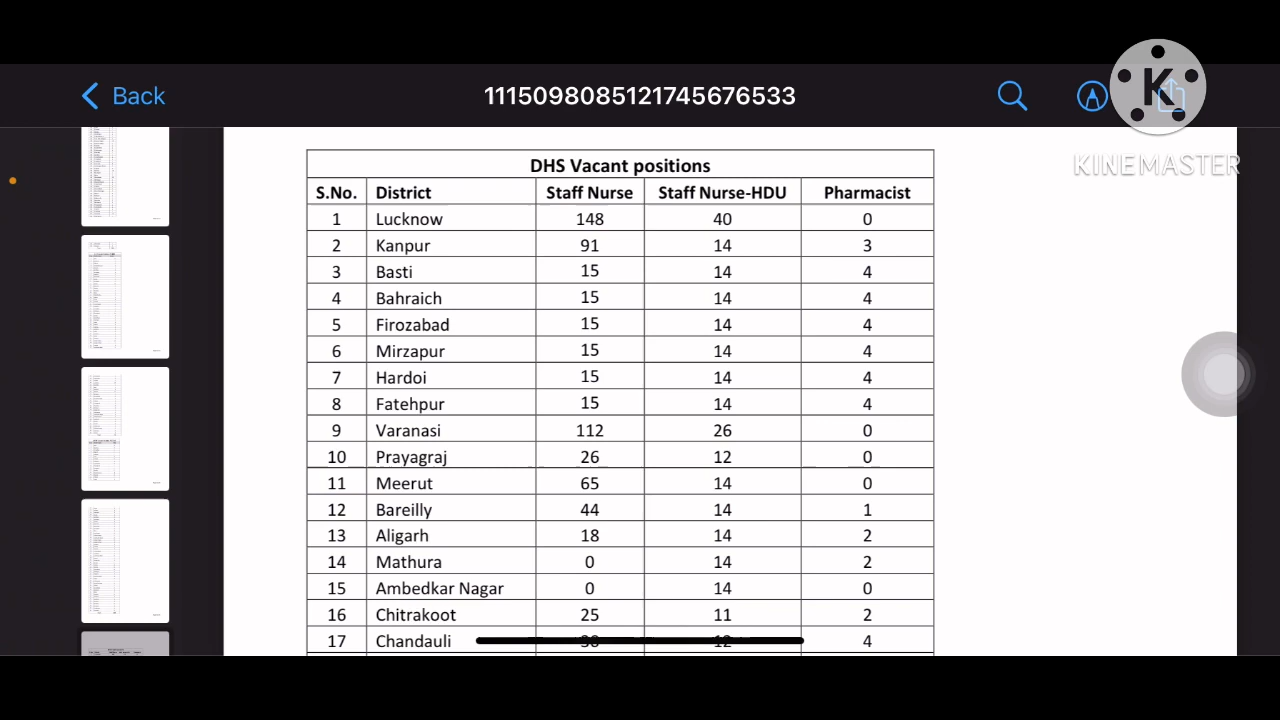 Back
1115098085121745676533
K
KINEMASTER
DHS Vacant positions
S.No District Staff Nurse Staff Nurse-HDU Pharmacist
1 Lucknow 148 40 0
2 Kanpur 91 14 3
3 Basti 15 14 4
4 Bahraich 15 14 4
5 Firozabad 15 14 4
6 Mirzapur 15 14 4
7 Hardoi 15 14 4
8 Fatehpur 15 14 4
9 Varanasi 112 26 0
10 Prayagraj 26 12 0
11 Meerut 65 14 0
12 Bareilly 44 14 1
13 Aligarh 18 14 2
14 Mathura 0 4 2
15 Ambedkar Nagar 0 14 0
16 Chitrakoot 25 11 2
17 Chandauli 12 4